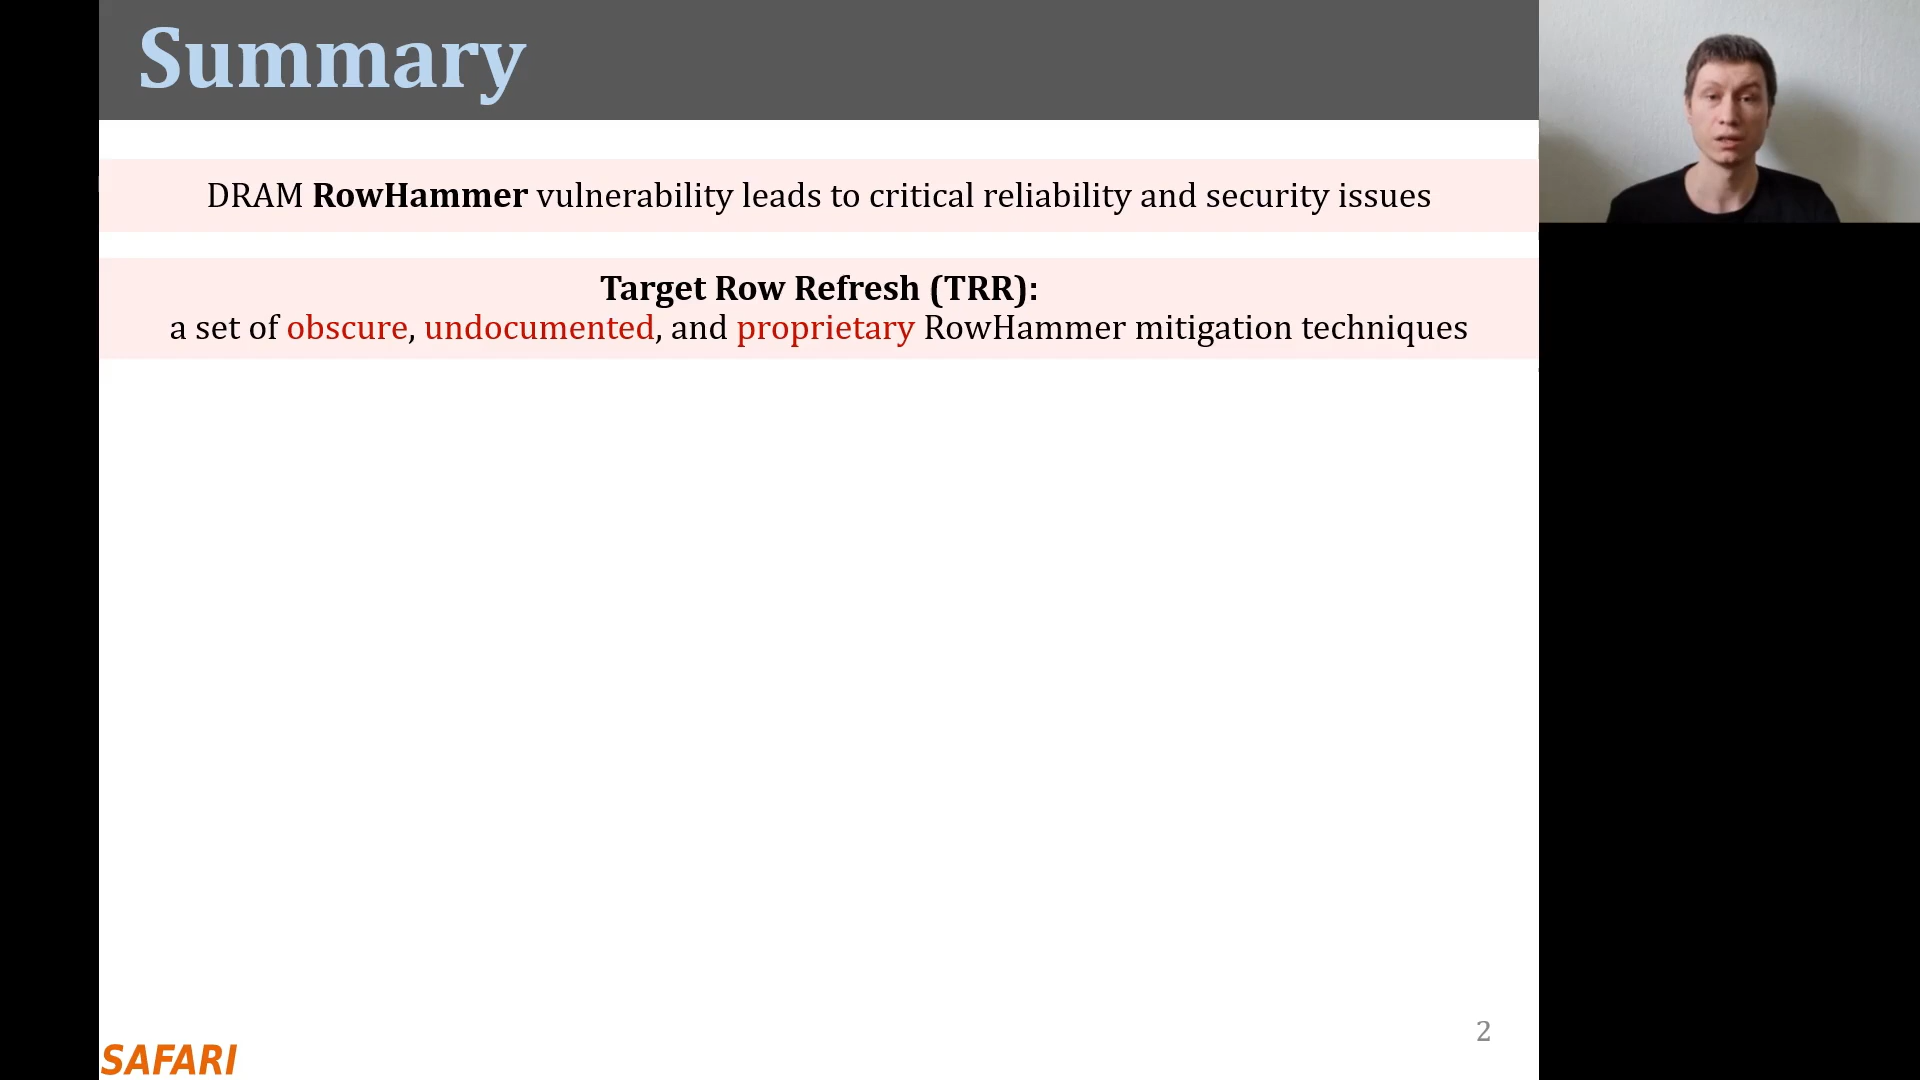 Summary
DRAM RowHammer vulnerability leads to critical reliability and security issues
Target Row Refresh (TRR):
a set of obscure, undocumented, and proprietary RowHammer mitigation techniques
2
SAFARI